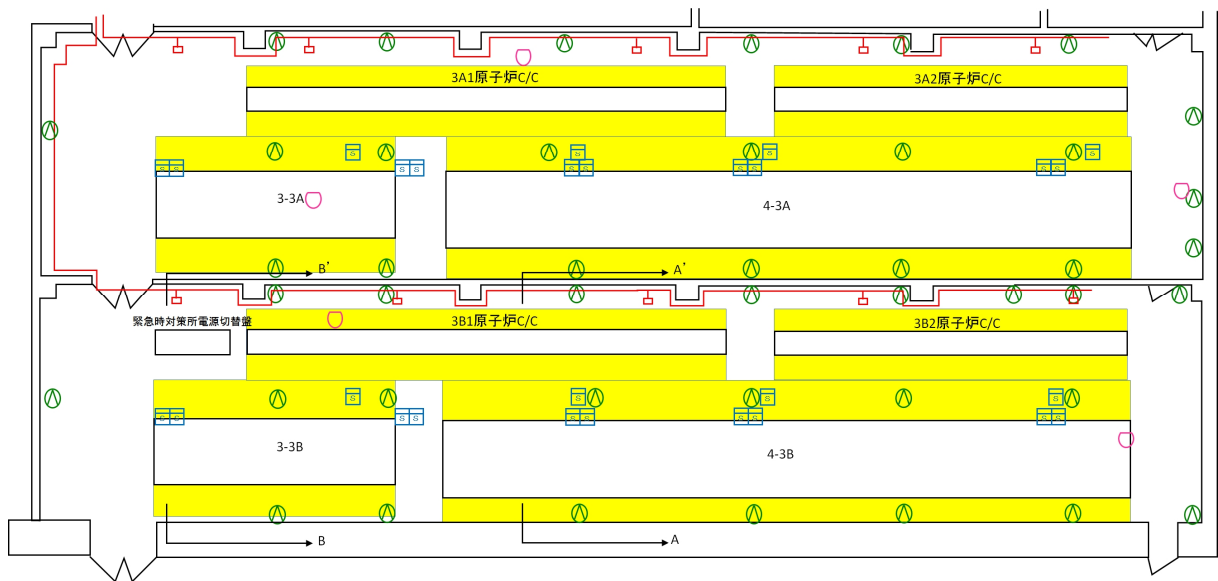 3A1原子炉C/C
3A2原子炉C/C
S
S
S
S
S S
S S
S S
S S
S S
3-3A
4-3A
B’
A’
緊急時対策所電源切替盤
3B1原子炉C/C
3B2原子炉C/C
S
S
S
S
S S
S S
S S
S S
S S
3-3B
4-3B
B
A